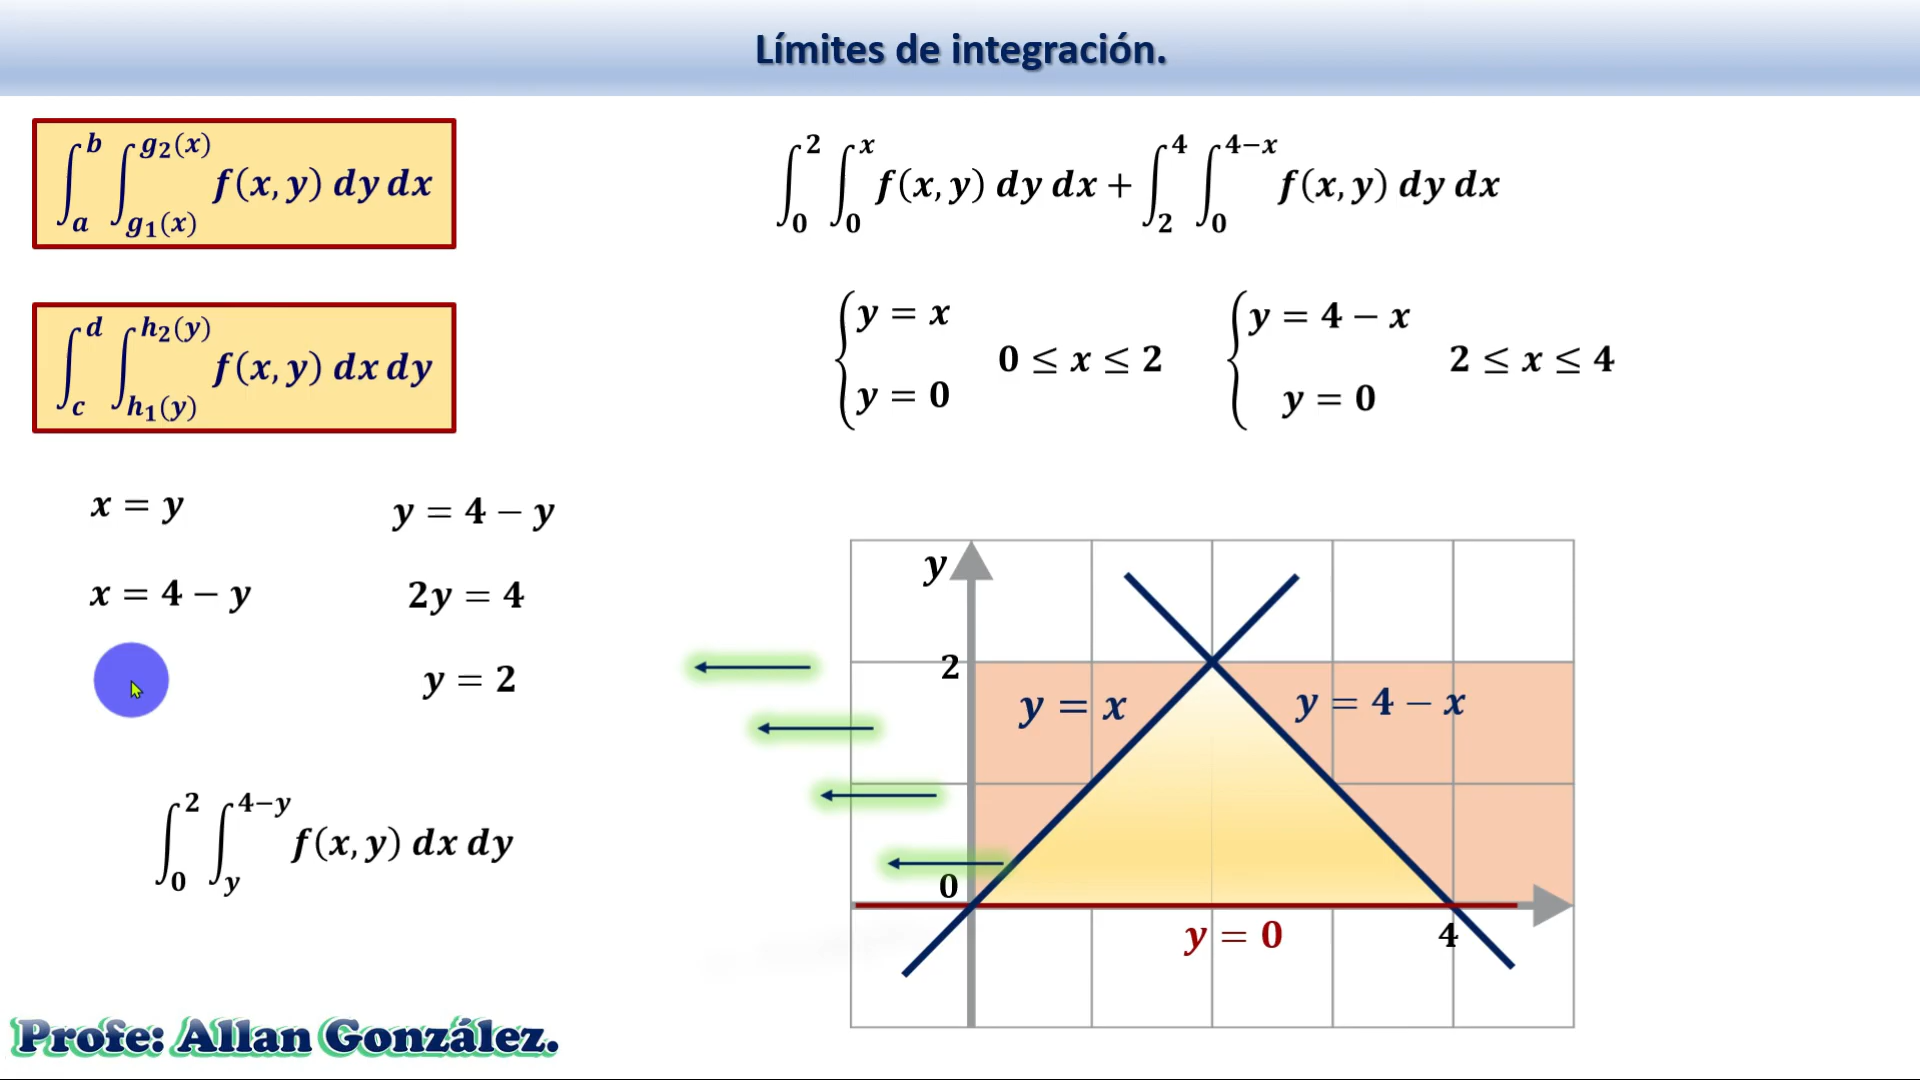 Límites de integración.
∫_a^b ∫_{g₁(x)}^{g₂(x)} f(x, y) dy dx
∫_c^d ∫_{h₁(y)}^{h₂(y)} f(x, y) dx dy
∫_0^2 ∫_0^x f(x, y) dy dx + ∫_2^4 ∫_0^{4−x} f(x, y) dy dx
{ y = x
y = 0
0 ≤ x ≤ 2
{ y = 4 − x
y = 0
2 ≤ x ≤ 4
x = y
x = 4 − y
y = 4 − y
2y = 4
y = 2
∫_0^2 ∫_y^{4−y} f(x, y) dx dy
y
2
y = x
y = 4 − x
0
y = 0
4
Profe: Allan González.